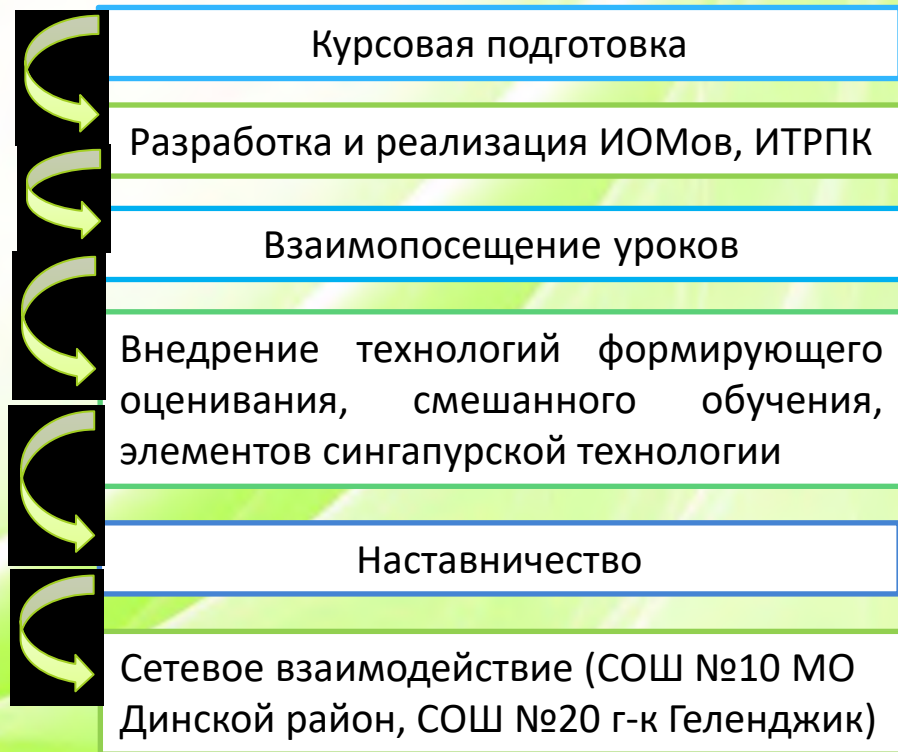 Курсовая подготовка
Разработка и реализация ИОМов, ИТРПК
Взаимопосещение уроков
Внедрение технологий формирующего
оценивания, смешанного обучения,
элементов сингапурской технологии
Наставничество
Сетевое взаимодействие (СОШ №10 МО
Динской район, СОШ №20 г-к Геленджик)